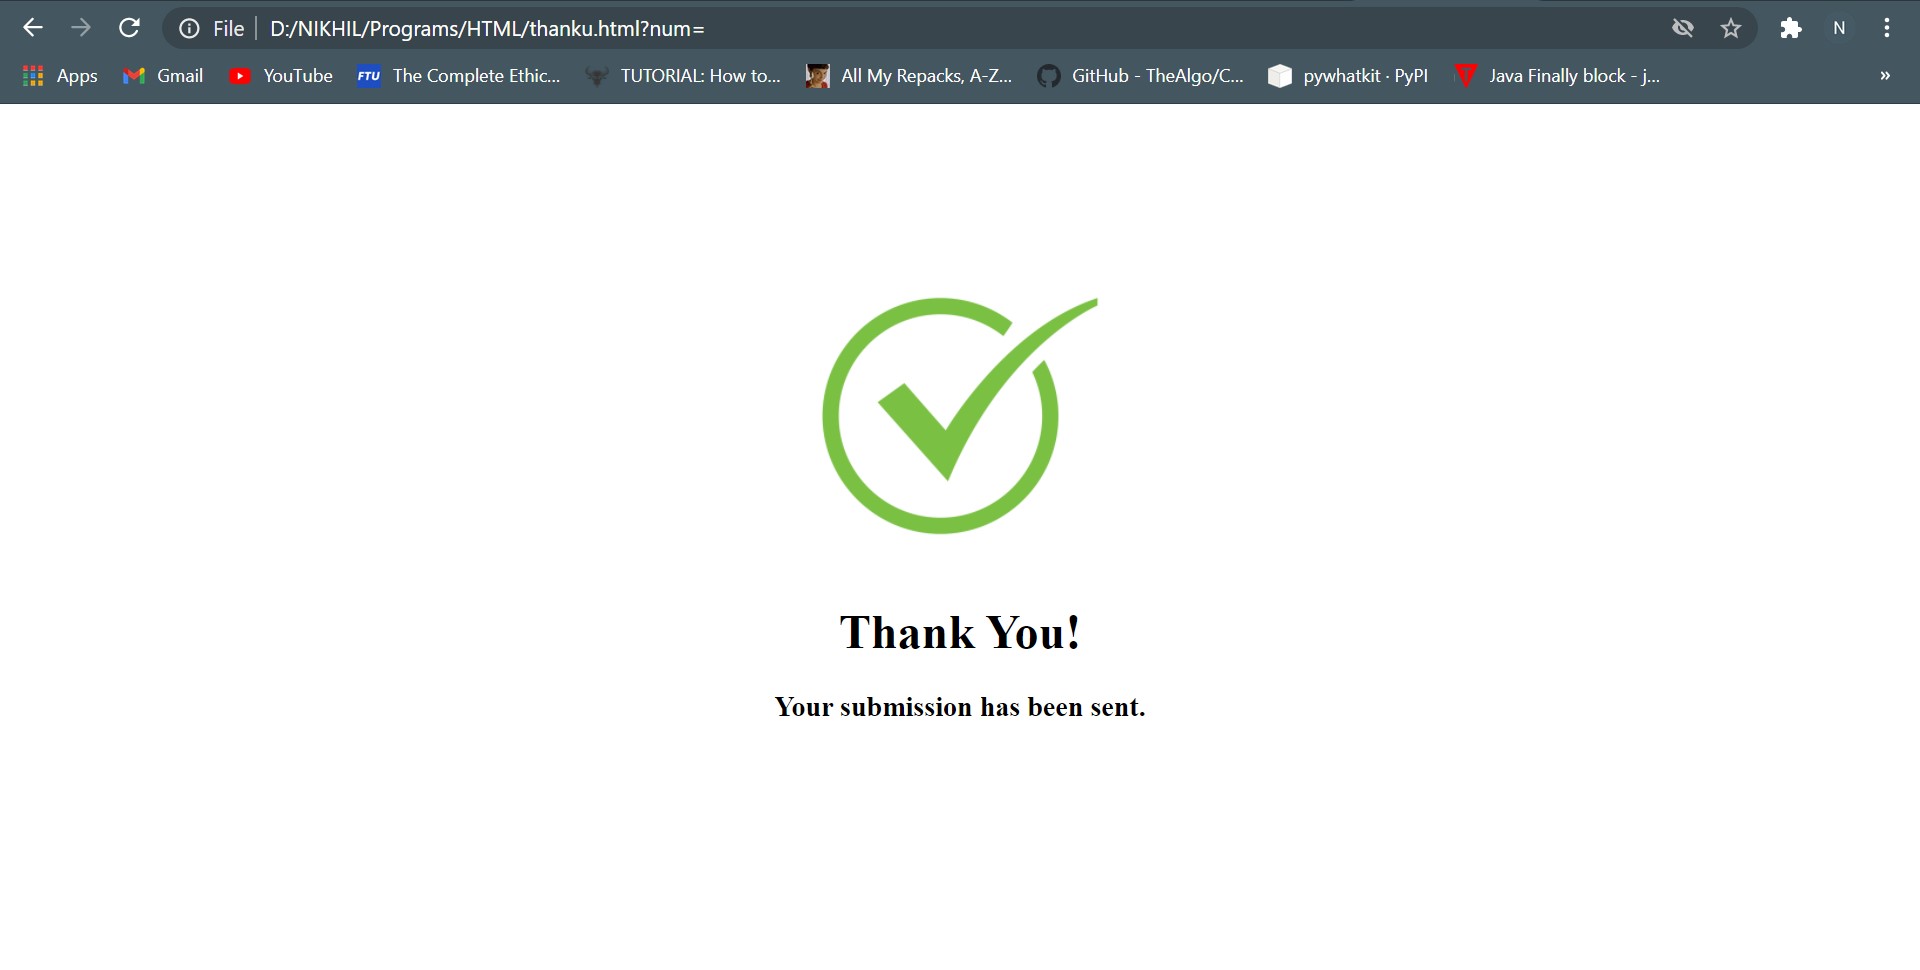 File D:/NIKHIL/Programs/HTML/thanku.html?num= N
Apps Gmail YouTube FTU The Complete Ethic... TUTORIAL: How to... All My Repacks, A-Z... GitHub - TheAlgo/C... pywhatkit · PyPI Java Finally block - j... »
Thank You!
Your submission has been sent.